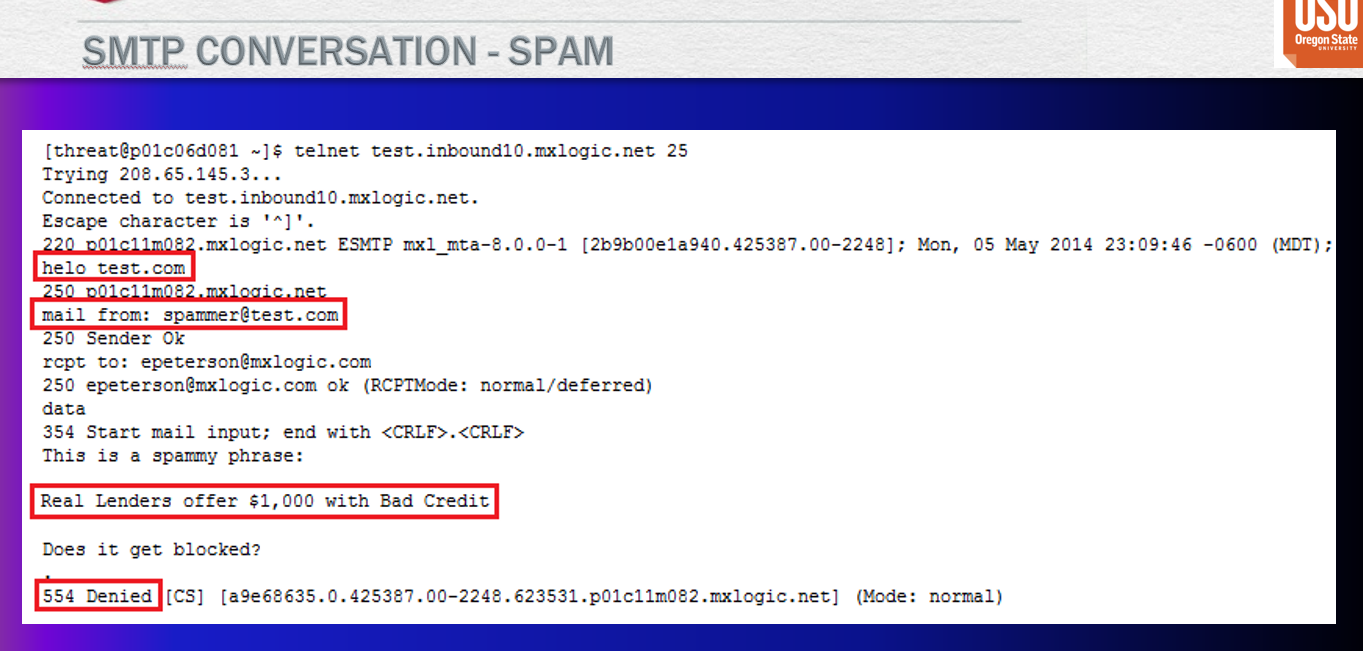 OSU
Oregon State
UNIVERSITY
SMTP CONVERSATION - SPAM
[threat@p01c06d081 ~]$ telnet test.inbound10.mxlogic.net 25
Trying 208.65.145.3...
Connected to test.inbound10.mxlogic.net.
Escape character is '^]'.
220 p01c11m082.mxlogic.net ESMTP mxl_mta-8.0.0-1 [2b9b00e1a940.425387.00-2248]; Mon, 05 May 2014 23:09:46 -0600 (MDT);
helo test.com
250 p01c11m082.mxlogic.net
mail from: spammer@test.com
250 Sender Ok
rcpt to: epeterson@mxlogic.com
250 epeterson@mxlogic.com ok (RCPTMode: normal/deferred)
data
354 Start mail input; end with <CRLF>.<CRLF>
This is a spammy phrase:
Real Lenders offer $1,000 with Bad Credit
Does it get blocked?
.
554 Denied [CS] [a9e68635.0.425387.00-2248.623531.p01c11m082.mxlogic.net] (Mode: normal)